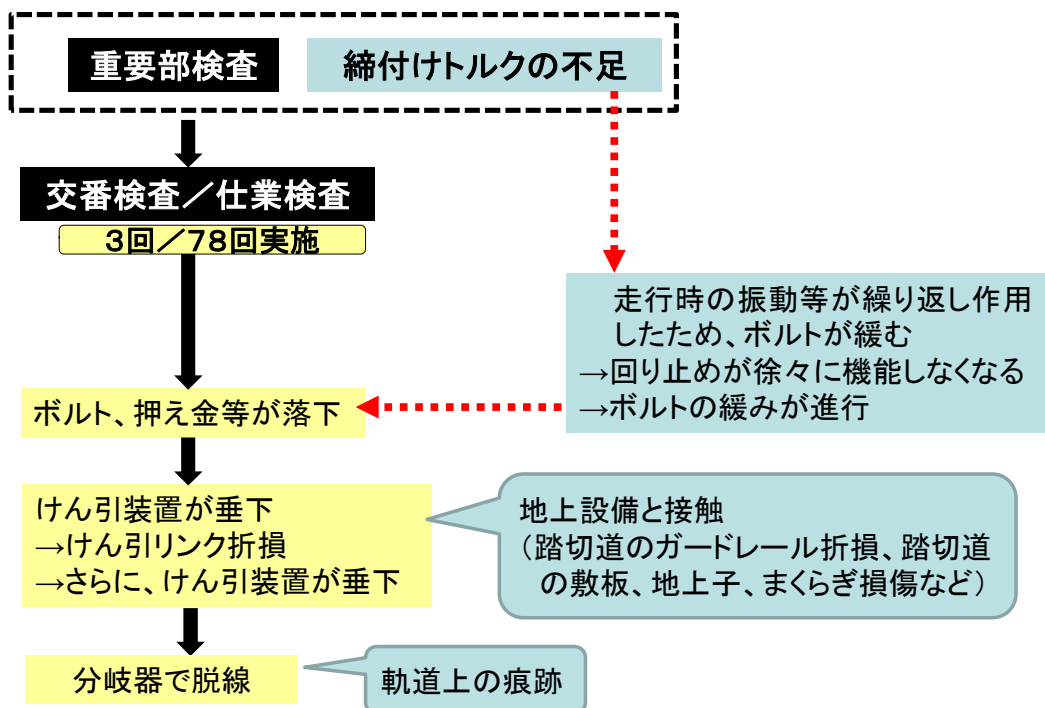 重要部検査
締付けトルクの不足
交番検査／仕業検査
3回／78回実施
走行時の振動等が繰り返し作用
したため、ボルトが緩む
→回り止めが徐々に機能しなくなる
→ボルトの緩みが進行
ボルト、押え金等が落下
けん引装置が垂下
→けん引リンク折損
→さらに、けん引装置が垂下
地上設備と接触
（踏切道のガードレール折損、踏切道
の敷板、地上子、まくらぎ損傷など）
分岐器で脱線
軌道上の痕跡